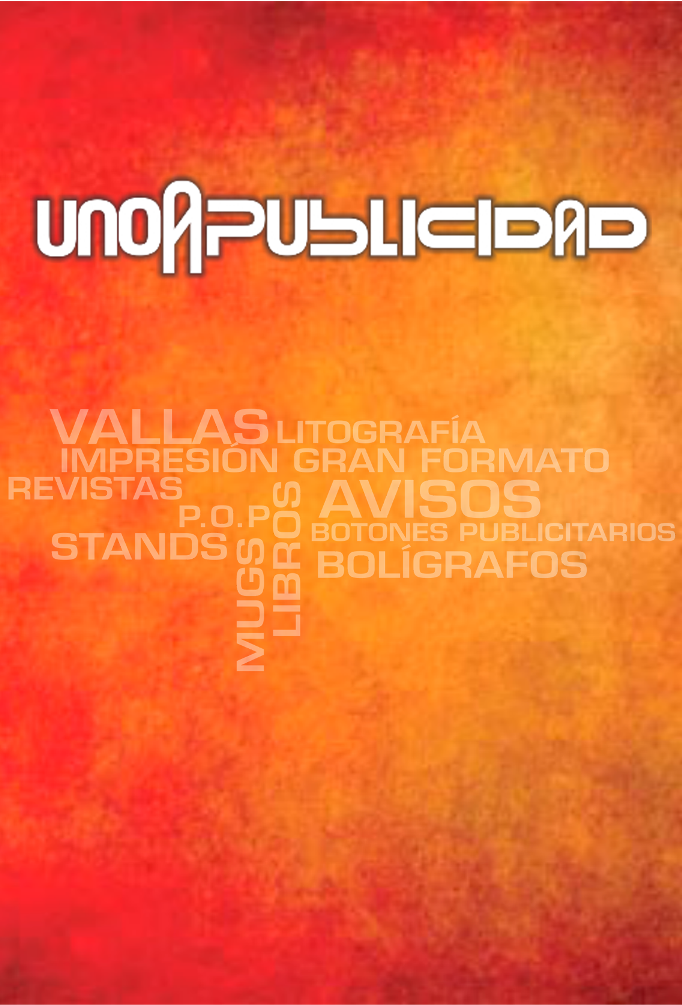 UNOAPUBLICIDAD
VALLAS LITOGRAFÍA
IMPRESIÓN GRAN FORMATO
REVISTAS
AVISOS
P.O.P
BOTONES PUBLICITARIOS
STANDS
BOLÍGRAFOS
MUGS
LIBROS